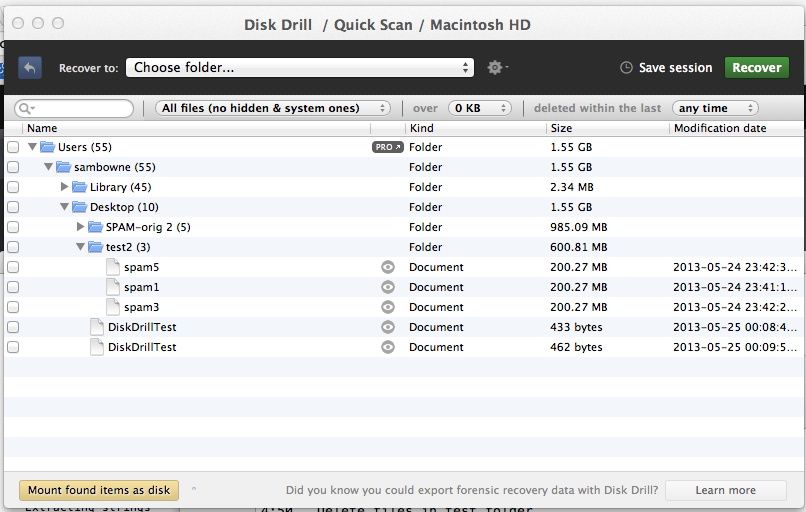 Disk Drill / Quick Scan / Macintosh HD
Recover to: Choose folder... Save session Recover
All files (no hidden & system ones) over 0 KB deleted within the last any time
Name Kind Size Modification date
Users (55) PRO Folder 1.55 GB
sambowne (55) Folder 1.55 GB
Library (45) Folder 2.34 MB
Desktop (10) Folder 1.55 GB
SPAM-orig 2 (5) Folder 985.09 MB
test2 (3) Folder 600.81 MB
spam5 Document 200.27 MB 2013-05-24 23:42:3...
spam1 Document 200.27 MB 2013-05-24 23:41:1...
spam3 Document 200.27 MB 2013-05-24 23:42:2...
DiskDrillTest Document 433 bytes 2013-05-25 00:08:4...
DiskDrillTest Document 462 bytes 2013-05-25 00:09:5...
Mount found items as disk Did you know you could export forensic recovery data with Disk Drill? Learn more
Extracting strings 4:50 Delete files in test folder